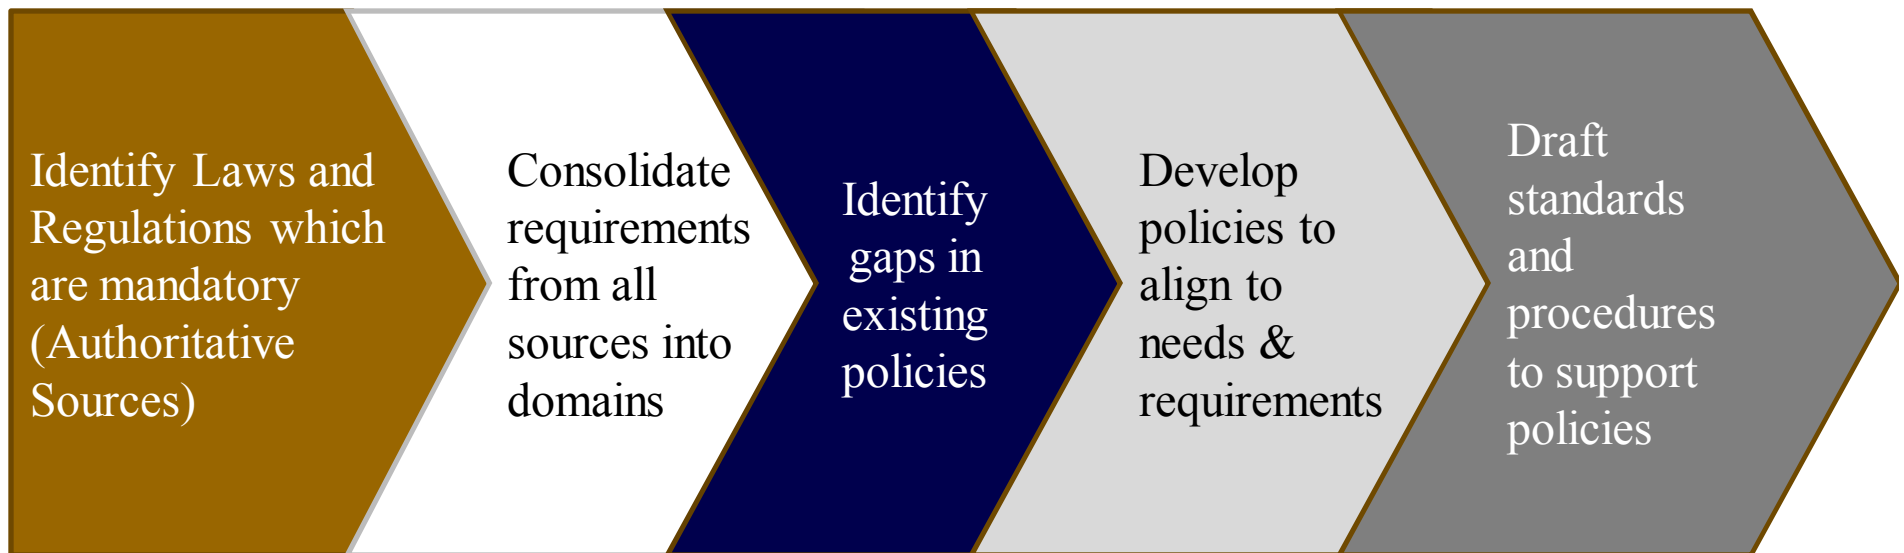 Identify Laws and
Regulations which
are mandatory
(Authoritative
Sources)
Consolidate
requirements
from all
sources into
domains
Identify
gaps in
existing
policies
Develop
policies to
align to
needs &
requirements
Draft
standards
and
procedures
to support
policies